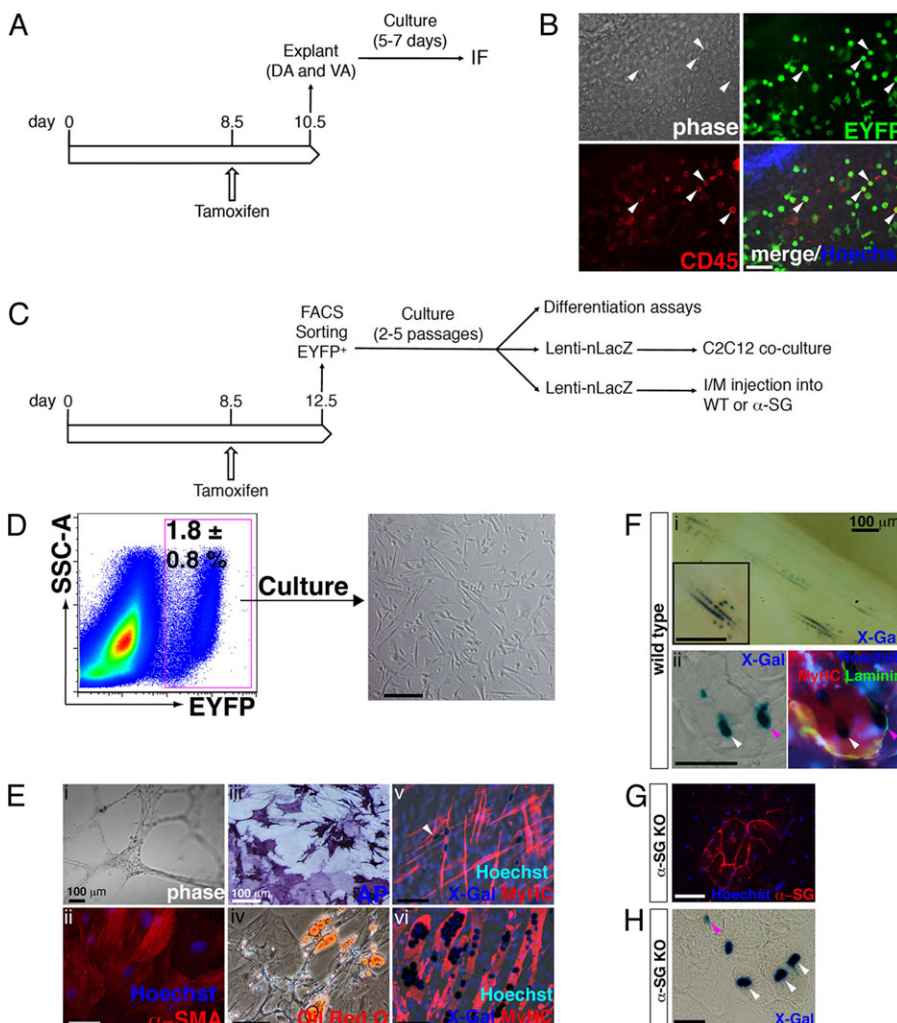 A
Culture
(5-7 days)
Explant
(DA and VA)
IF
day
0
8.5
10.5
Tamoxifen
B
phase
EYFP
CD45
merge/Hoechs
C
FACS
Sorting
EYFP+
Culture
(2-5 passages)
Differentiation assays
Lenti-nLacZ
C2C12 co-culture
Lenti-nLacZ
I/M injection into
WT or α-SG
day
0
8.5
12.5
Tamoxifen
D
SSC-A
1.8 ±
0.8 %
EYFP
Culture
E
i
100 μm
phase
iii
100 μm
AP
v
Hoechst
X-Gal MyHC
ii
Hoechst
α-SMA
iv
Oil Red O
vi
Hoechst
X-Gal MyHC
F
wild type
i
100 μm
X-Gal
ii
X-Gal
Hoechst
MyHC Laminin
G
α-SG KO
Hoechst α-SG
H
α-SG KO
X-Gal